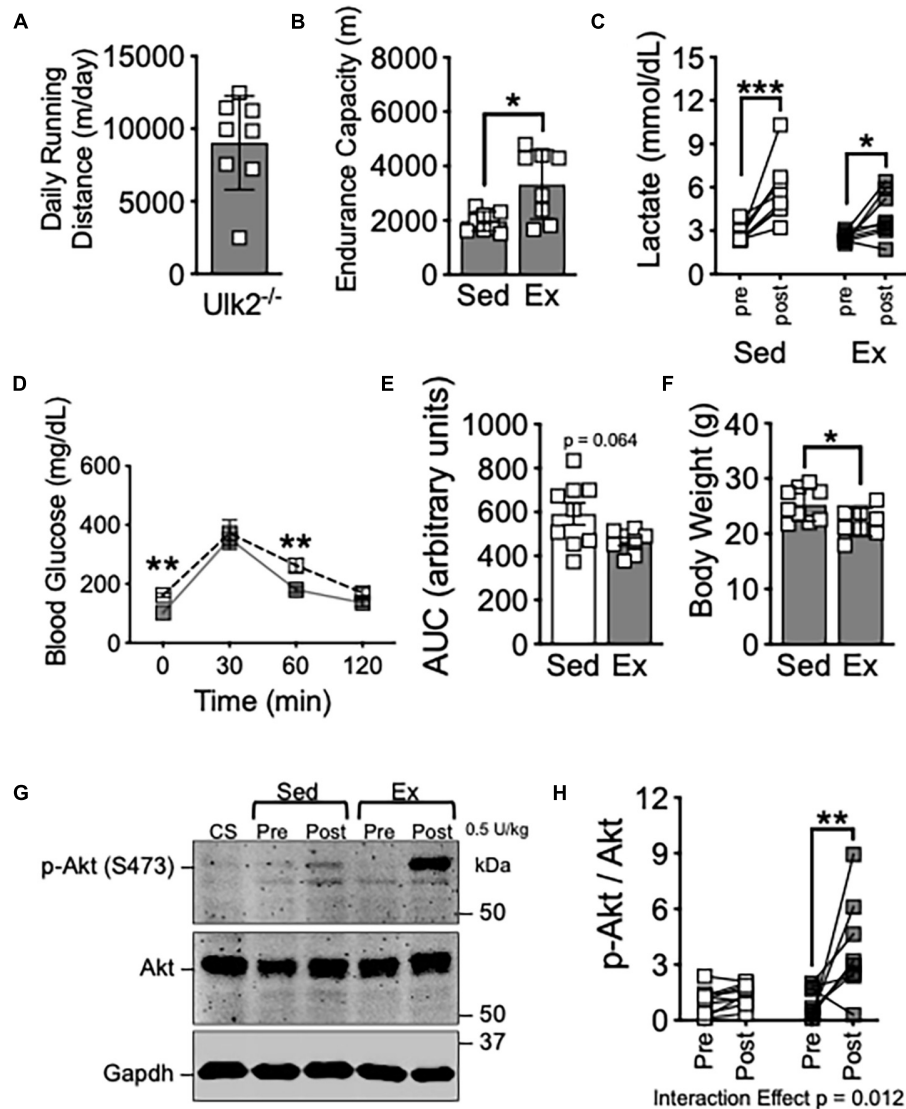 A
Daily Running
Distance (m/day)
15000
10000
5000
0
Ulk2-/-
B
Endurance Capacity (m)
8000
6000
4000
2000
0
*
Sed Ex
C
Lactate (mmol/dL)
15
12
9
6
3
0
***
*
pre post pre post
Sed Ex
D
Blood Glucose (mg/dL)
600
400
200
0
**
**
0 30 60 120
Time (min)
E
AUC (arbitrary units)
1000
800
600
400
200
0
p = 0.064
Sed Ex
F
Body Weight (g)
40
30
20
10
0
*
Sed Ex
G
Sed Ex
CS Pre Post Pre Post 0.5 U/kg
p-Akt (S473)
kDa
50
Akt
50
37
Gapdh
H
p-Akt / Akt
12
9
6
3
0
**
Pre Post Pre Post
Interaction Effect p = 0.012